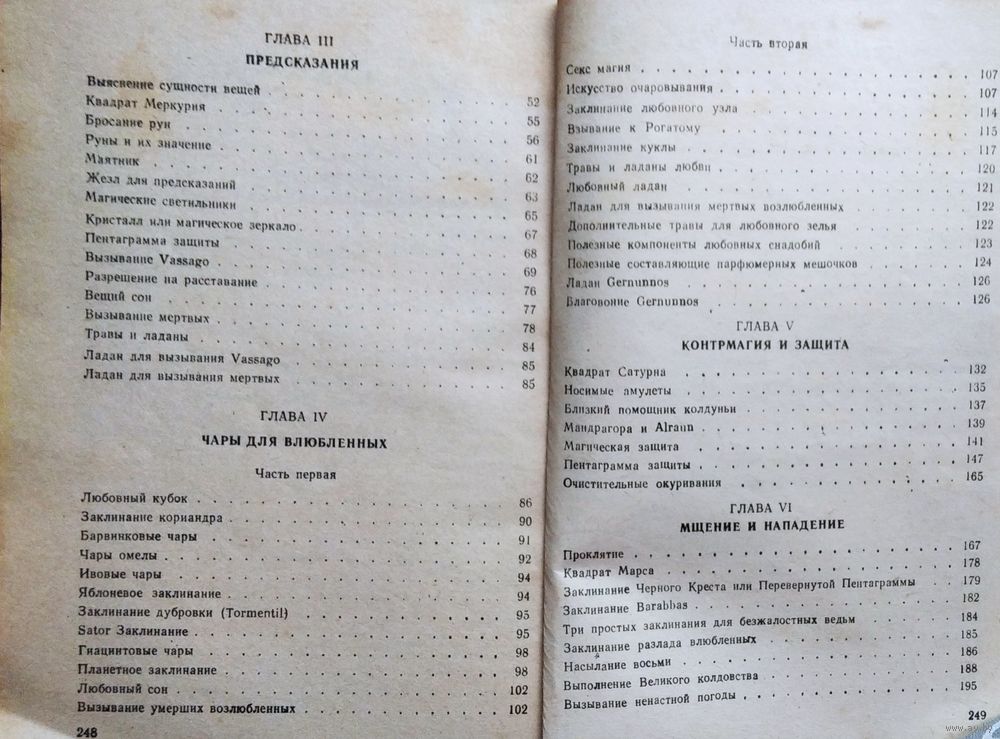 ГЛАВА III
ПРЕДСКАЗАНИЯ
Выяснение сущности вещей . . . . . . . . . . . . 52
Квадрат Меркурия . . . . . . . . . . . . 55
Бросание рун . . . . . . . . . . . . 56
Руны и их значение . . . . . . . . . . . . 61
Маятник . . . . . . . . . . . . 62
Жезл для предсказаний . . . . . . . . . . . . 63
Магические светильники . . . . . . . . . . . . 65
Кристалл или магическое зеркало . . . . . . . . . . . . 67
Пентаграмма защиты . . . . . . . . . . . . 68
Вызывание Vassago . . . . . . . . . . . . 69
Разрешение на расставание . . . . . . . . . . . . 76
Вещий сон . . . . . . . . . . . . 77
Вызывание мертвых . . . . . . . . . . . . 78
Травы и ладаны . . . . . . . . . . . . 84
Ладан для вызывания Vassago . . . . . . . . . . . . 85
Ладан для вызывания мертвых . . . . . . . . . . . . 85
ГЛАВА IV
ЧАРЫ ДЛЯ ВЛЮБЛЕННЫХ
Часть первая
Любовный кубок . . . . . . . . . . . . 86
Заклинание кориандра . . . . . . . . . . . . 90
Барвинковые чары . . . . . . . . . . . . 91
Чары омелы . . . . . . . . . . . . 92
Ивовые чары . . . . . . . . . . . . 94
Яблоневое заклинание . . . . . . . . . . . . 94
Заклинание дубровки (Tormentil) . . . . . . . . . . . . 95
Sator Заклинание . . . . . . . . . . . . 95
Гиацинтовые чары . . . . . . . . . . . . 98
Планетное заклинание . . . . . . . . . . . . 98
Любовный сон . . . . . . . . . . . . 102
Вызывание умерших возлюбленных . . . . . . . . . . . . 102
248
Часть вторая
Секс магия . . . . . . . . . . . . 107
Искусство очаровывания . . . . . . . . . . . . 107
Заклинание любовного узла . . . . . . . . . . . . 114
Взывание к Рогатому . . . . . . . . . . . . 115
Заклинание куклы . . . . . . . . . . . . 117
Травы и ладаны любви . . . . . . . . . . . . 120
Любовный ладан . . . . . . . . . . . . 121
Ладан для вызывания мертвых возлюбленных . . . . . . . . 122
Дополнительные травы для любовного зелья . . . . . . . . 122
Полезные компоненты любовных снадобий . . . . . . . . 123
Полезные составляющие парфюмерных мешочков . . . . . . 124
Ладан Gernunnos . . . . . . . . . . . . 126
Благовоние Gernunnos . . . . . . . . . . . . 126
ГЛАВА V
КОНТРМАГИЯ И ЗАЩИТА
Квадрат Сатурна . . . . . . . . . . . . 132
Носимые амулеты . . . . . . . . . . . . 135
Близкий помощник колдуньи . . . . . . . . . . . . 137
Мандрагора и Alraun . . . . . . . . . . . . 139
Магическая защита . . . . . . . . . . . . 141
Пентаграмма защиты . . . . . . . . . . . . 147
Очистительные окуривания . . . . . . . . . . . . 165
ГЛАВА VI
МЩЕНИЕ И НАПАДЕНИЕ
Проклятие . . . . . . . . . . . . 167
Квадрат Марса . . . . . . . . . . . . 178
Заклинание Черного Креста или Перевернутой Пентаграммы . . 179
Заклинание Barabbas . . . . . . . . . . . . 182
Три простых заклинания для безжалостных ведьм . . . . . . 184
Заклинание разлада влюбленных . . . . . . . . . . . . 185
Насылание восьми . . . . . . . . . . . . 186
Выполнение Великого колдовства . . . . . . . . . . . . 188
Вызывание ненастной погоды . . . . . . . . . . . . 195
249
www.ay.by